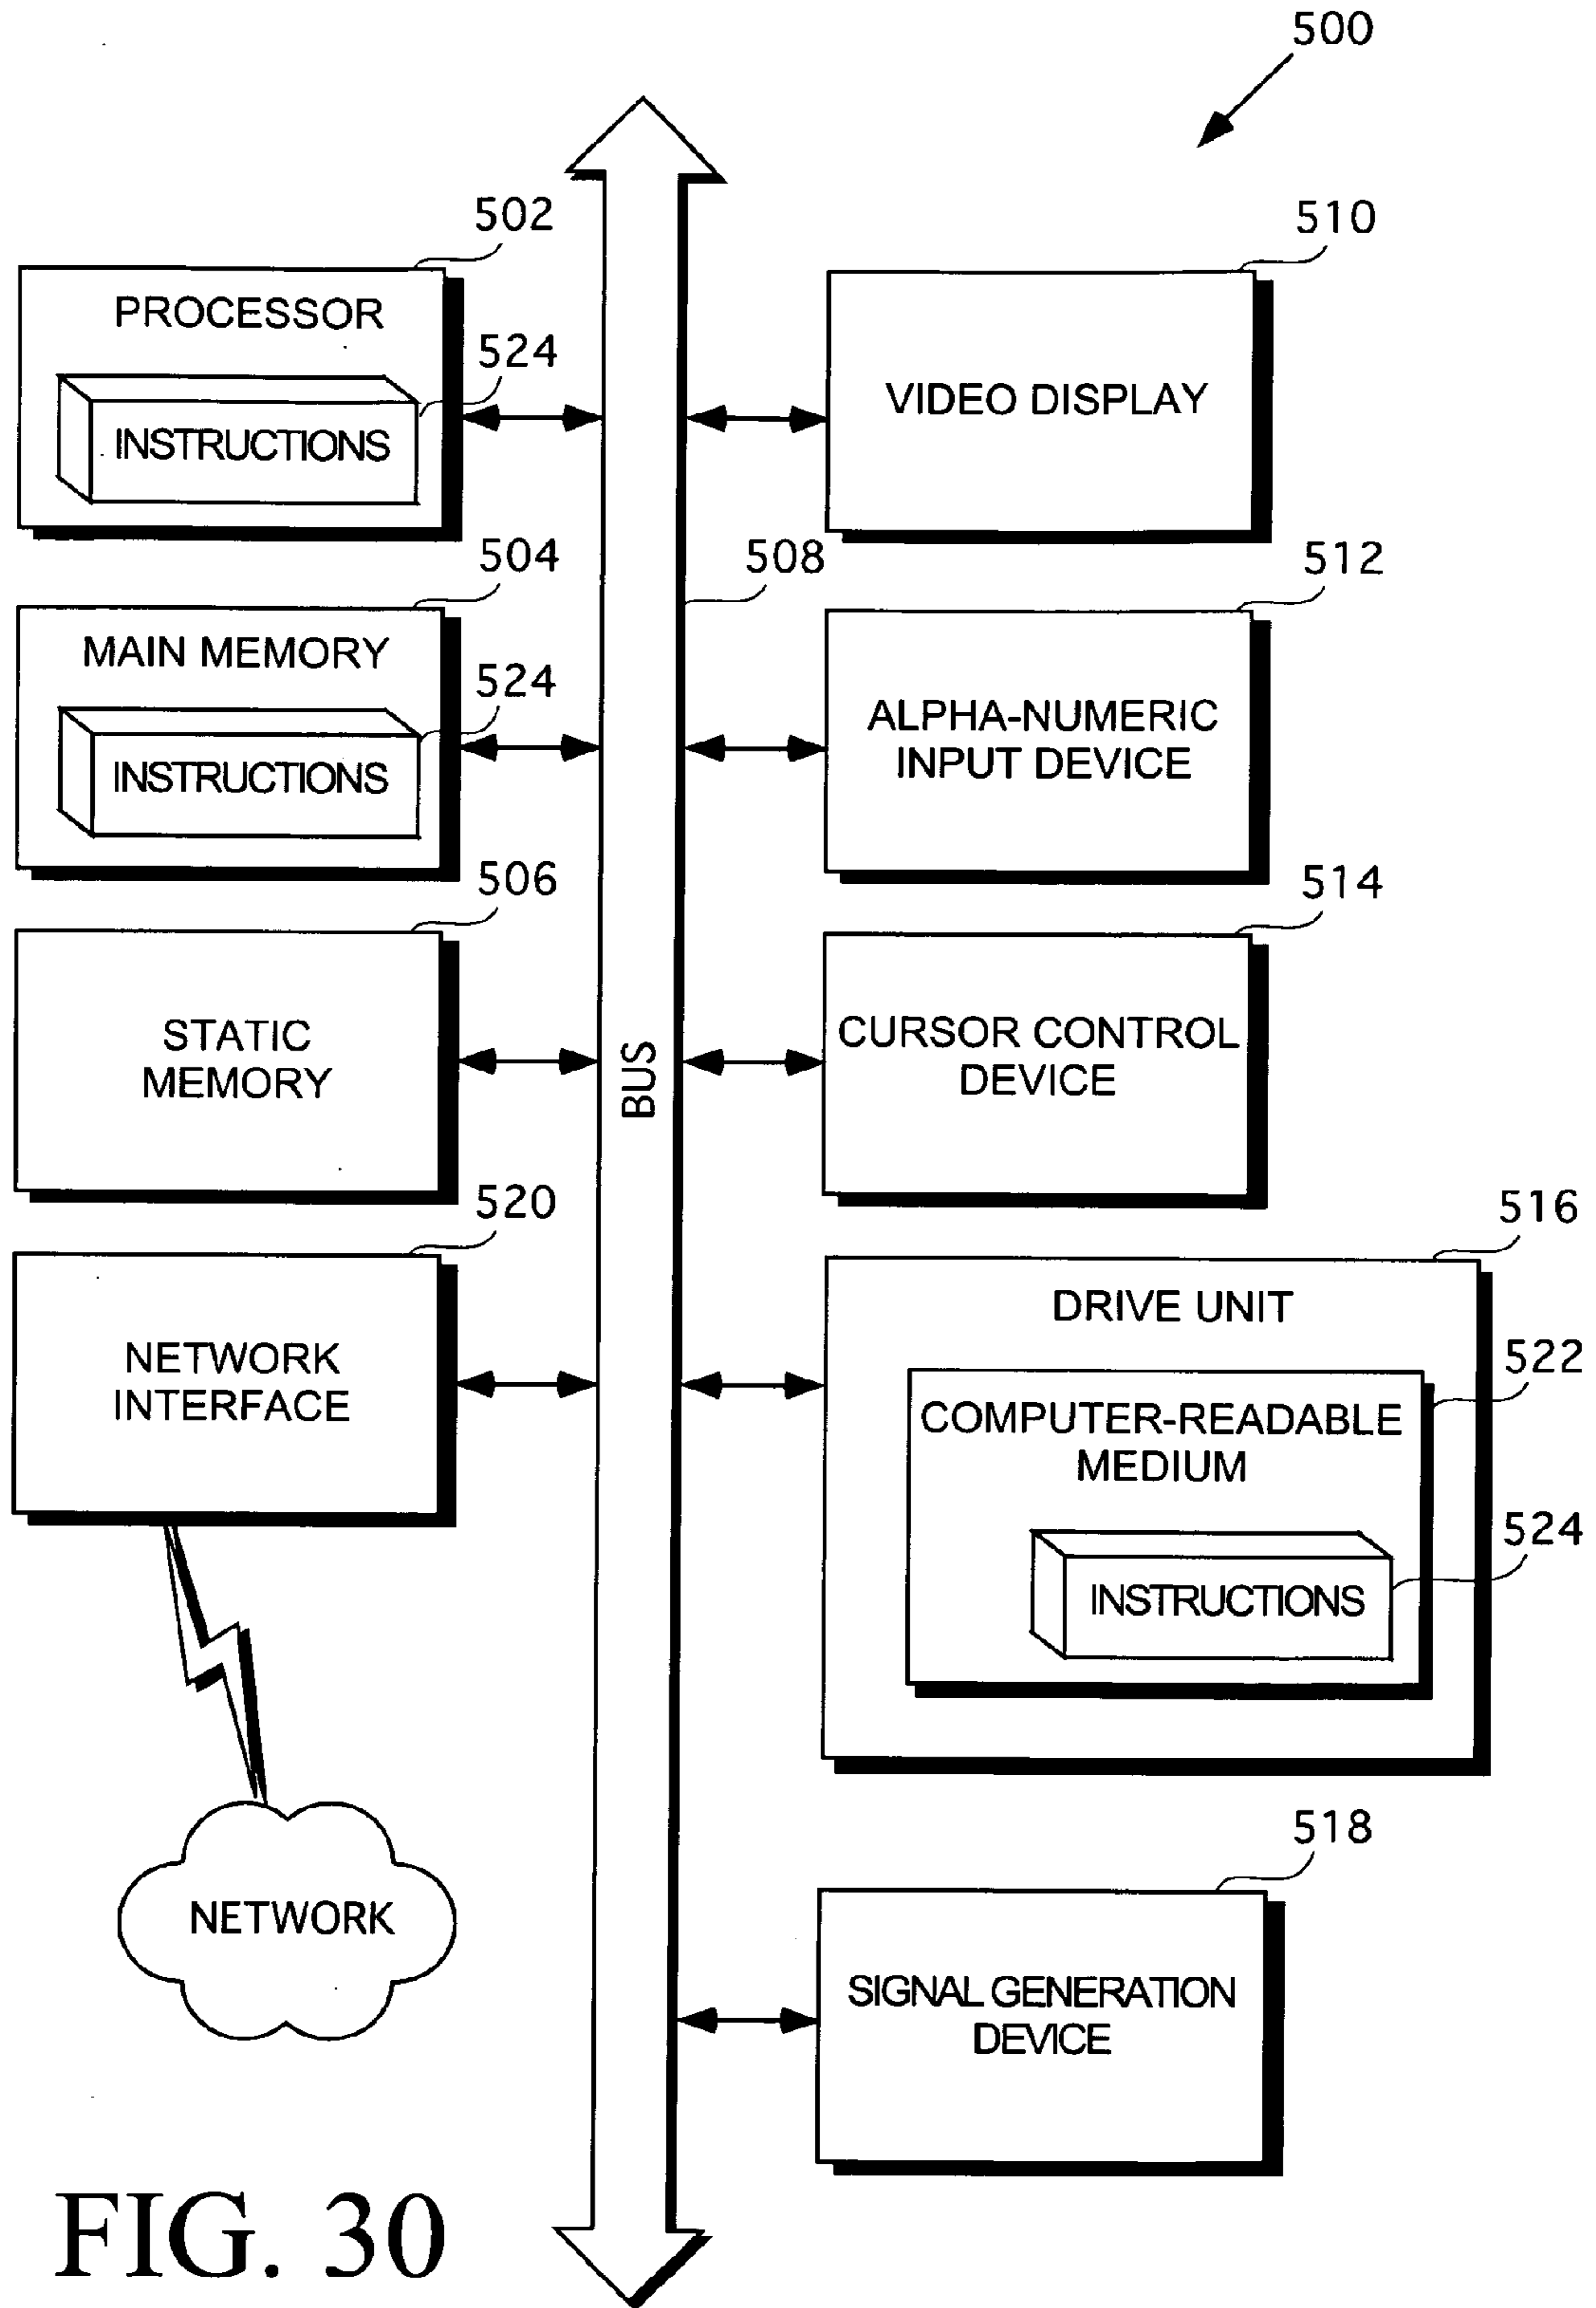 500
502
PROCESSOR
524
INSTRUCTIONS
510
VIDEO DISPLAY
504
MAIN MEMORY
524
INSTRUCTIONS
508
512
ALPHA-NUMERIC
INPUT DEVICE
506
STATIC
MEMORY
BUS
514
CURSOR CONTROL
DEVICE
520
NETWORK
INTERFACE
516
DRIVE UNIT
522
COMPUTER-READABLE
MEDIUM
524
INSTRUCTIONS
NETWORK
518
SIGNAL GENERATION
DEVICE
FIG. 30